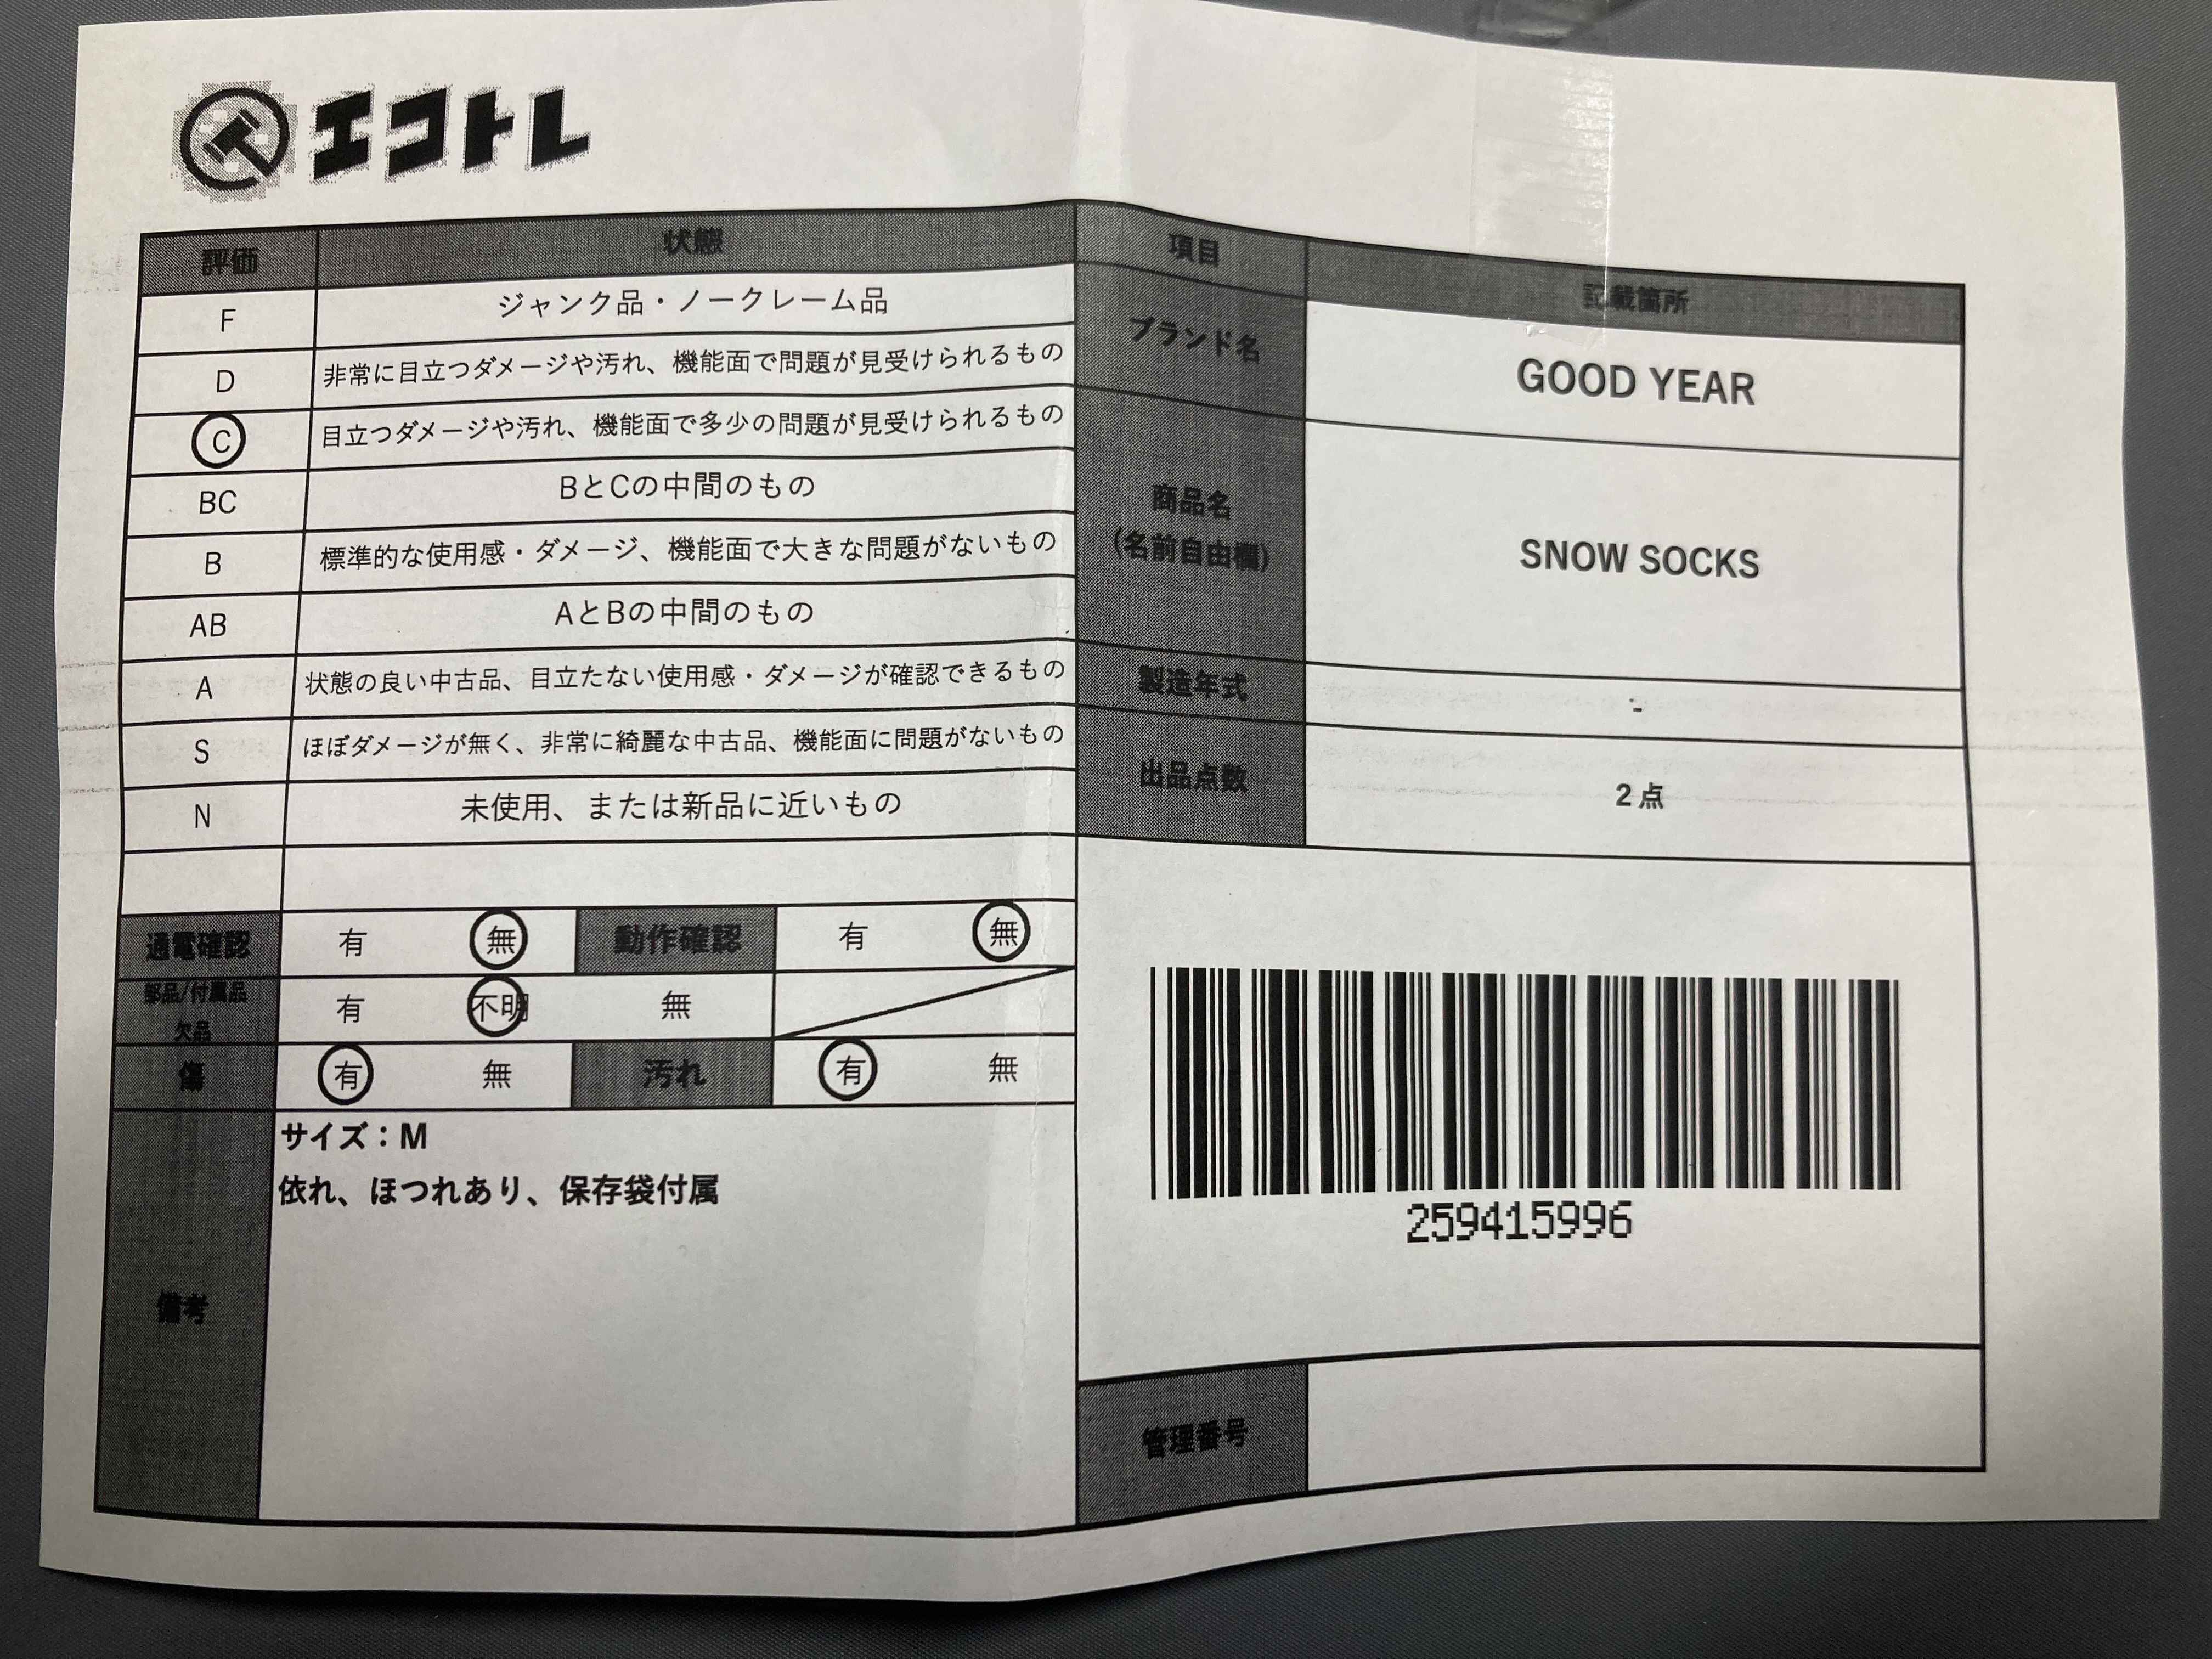 エコトレ
評価 状態
F ジャンク品・ノークレーム品
D 非常に目立つダメージや汚れ、機能面で問題が見受けられるもの
C 目立つダメージや汚れ、機能面で多少の問題が見受けられるもの
BC BとCの中間のもの
B 標準的な使用感・ダメージ、機能面で大きな問題がないもの
AB AとBの中間のもの
A 状態の良い中古品、目立たない使用感・ダメージが確認できるもの
S ほぼダメージが無く、非常に綺麗な中古品、機能面に問題がないもの
N 未使用、または新品に近いもの
通電確認 有 無 動作確認 有 無
部品/付属品
欠品 有 不明 無
傷 有 無 汚れ 有 無
備考
サイズ：M
依れ、ほつれあり、保存袋付属
項目 記載箇所
ブランド名 GOOD YEAR
商品名
(名前自由欄) SNOW SOCKS
製造年式 -
出品点数 2点
259415996
管理番号